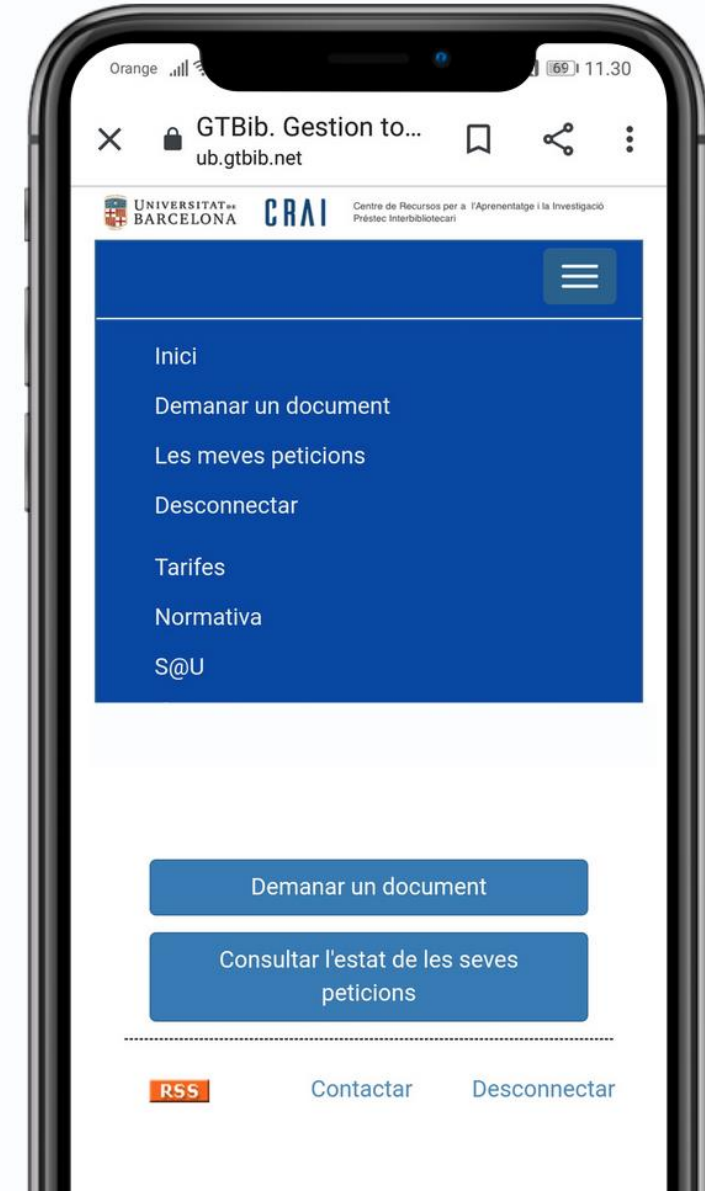 Orange 69 11.30
GTBib. Gestion to...
ub.gtbib.net
UNIVERSITAT DE
BARCELONA
CRAI
Centre de Recursos per a l'Aprenentatge i la Investigació
Préstec Interbibliotecari
Inici
Demanar un document
Les meves peticions
Desconnectar
Tarifes
Normativa
S@U
Demanar un document
Consultar l'estat de les seves
peticions
RSS Contactar Desconnectar